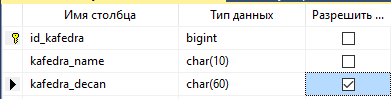 Имя столбца Тип данных Разрешить ...
id_kafedra bigint
kafedra_name char(10)
kafedra_decan char(60)